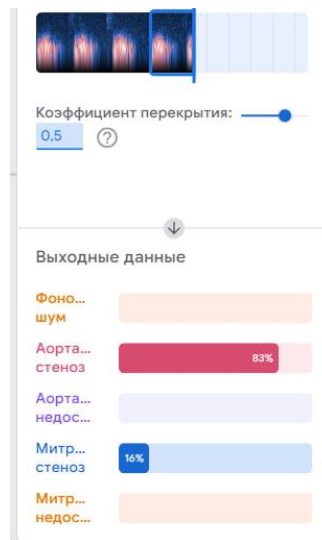 Коэффициент перекрытия:
0,5
Выходные данные
Фоно...
шум
Аорта...
стеноз
83%
Аорта...
недос...
Митр...
стеноз
16%
Митр...
недос...